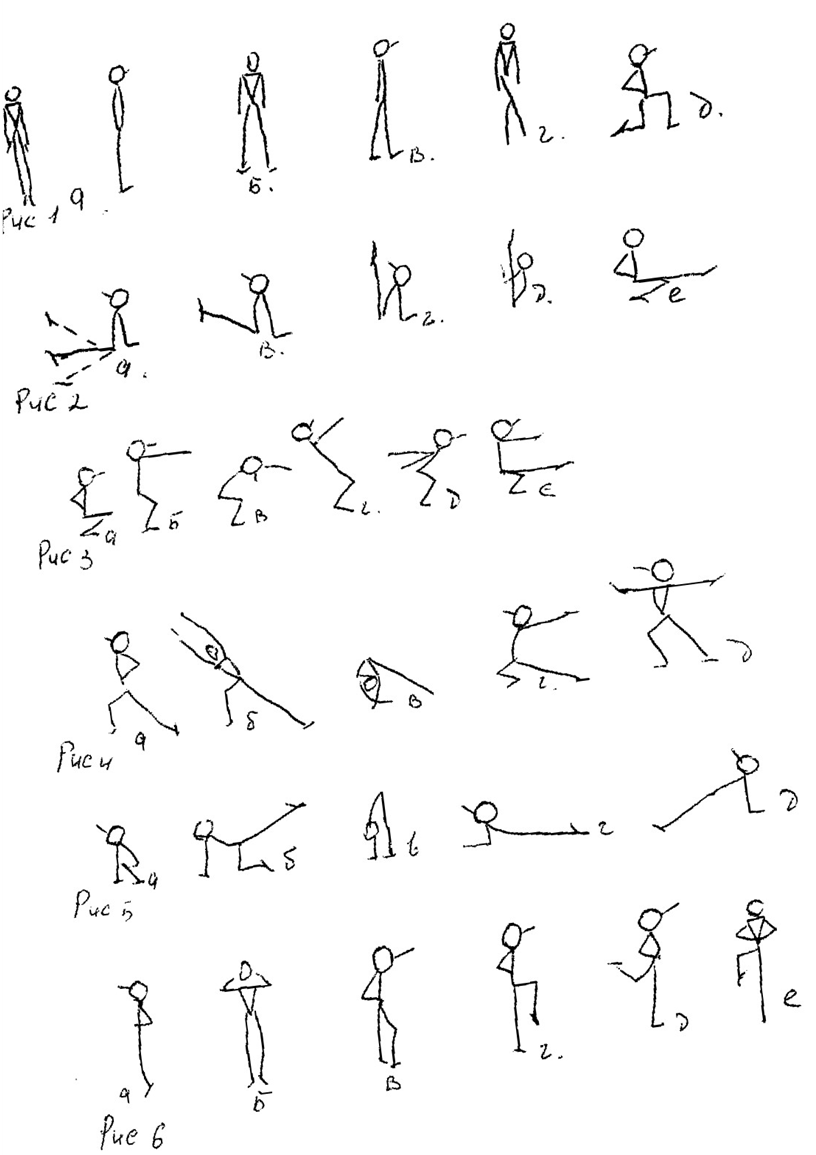 Рис 1 а. Б. В. г. д.
Рис 2 а. В. г. д. е
Рис 3 а Б В г. д е
Рис 4 а б В г. д
Рис 5 а б в г д
Рис 6 а Б В г. д е